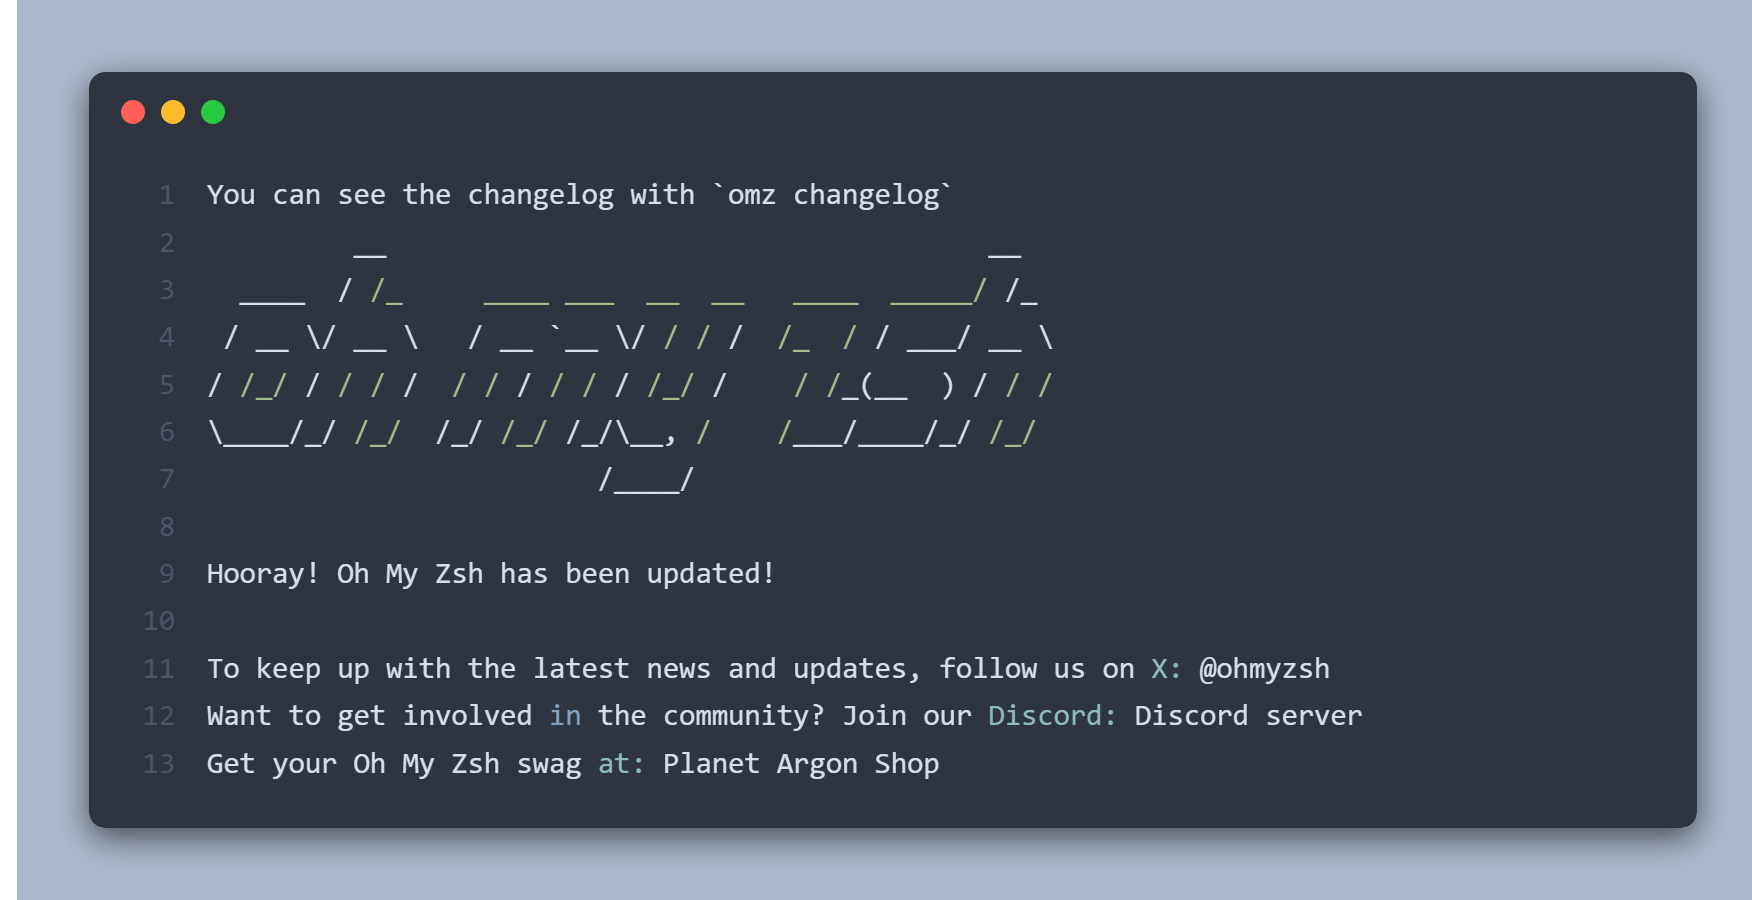 1 You can see the changelog with `omz changelog`
2          __                                     __
3   ____  / /_     ____ ___  __  __   ____  _____/ /_
4  / __ \/ __ \   / __ `__ \/ / / /  /_  / / ___/ __ \
5 / /_/ / / / /  / / / / / / /_/ /    / /_(__  ) / / /
6 \____/_/ /_/  /_/ /_/ /_/\__, /    /___/____/_/ /_/
7                         /____/
8
9 Hooray! Oh My Zsh has been updated!
10
11 To keep up with the latest news and updates, follow us on X: @ohmyzsh
12 Want to get involved in the community? Join our Discord: Discord server
13 Get your Oh My Zsh swag at: Planet Argon Shop